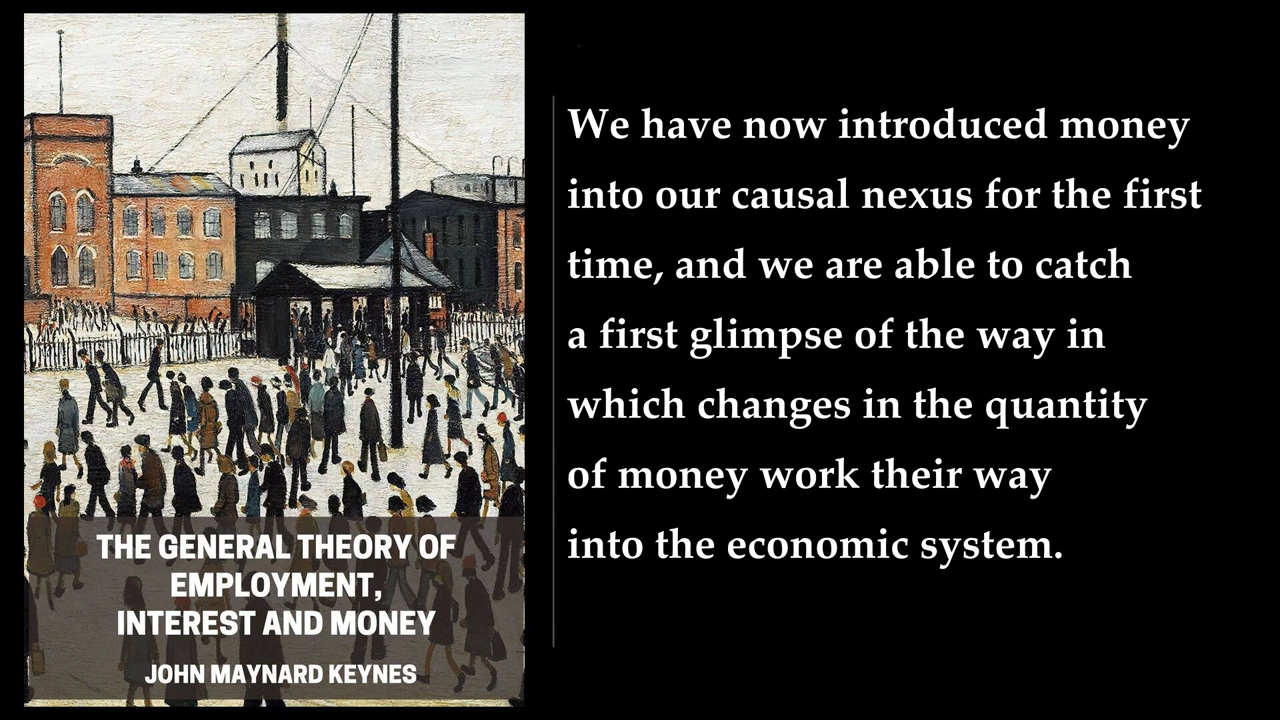 THE GENERAL THEORY OF
EMPLOYMENT,
INTEREST AND MONEY
JOHN MAYNARD KEYNES
We have now introduced money
into our causal nexus for the first
time, and we are able to catch
a first glimpse of the way in
which changes in the quantity
of money work their way
into the economic system.